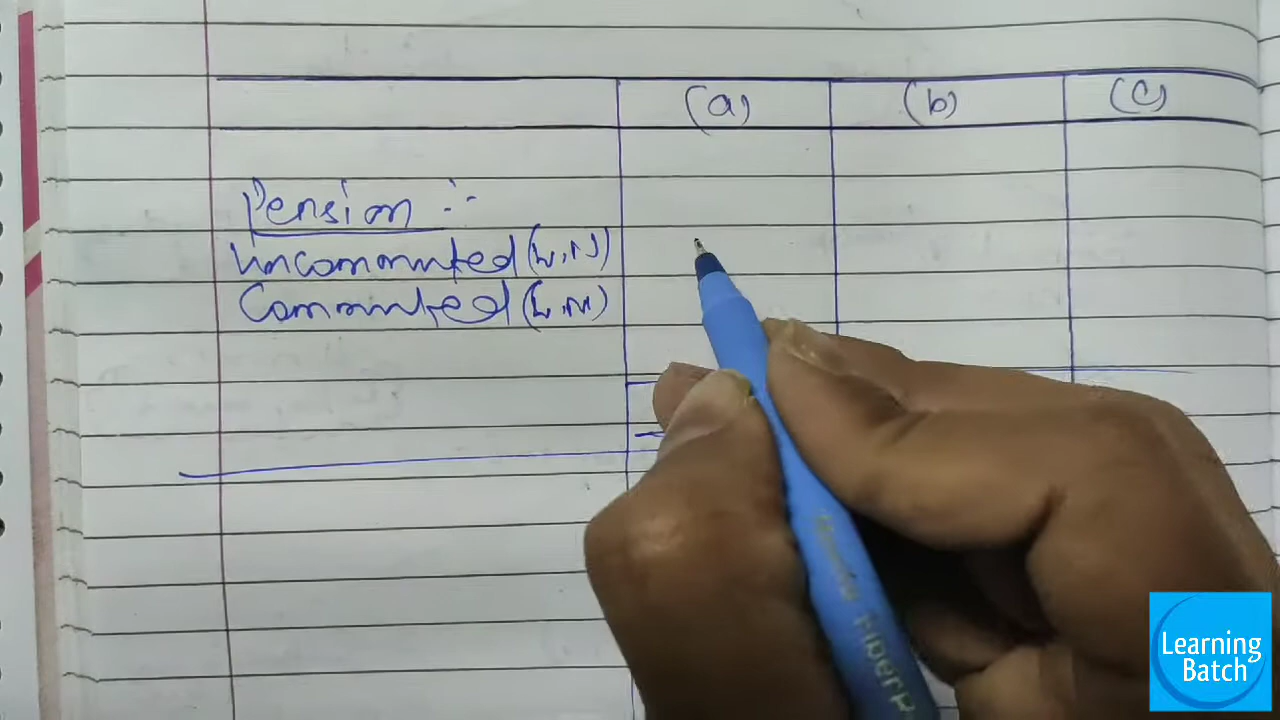 (a) (b) (c)
Pension :-
Uncommuted (W.N)
Commuted (W.N)
Learning
Batch